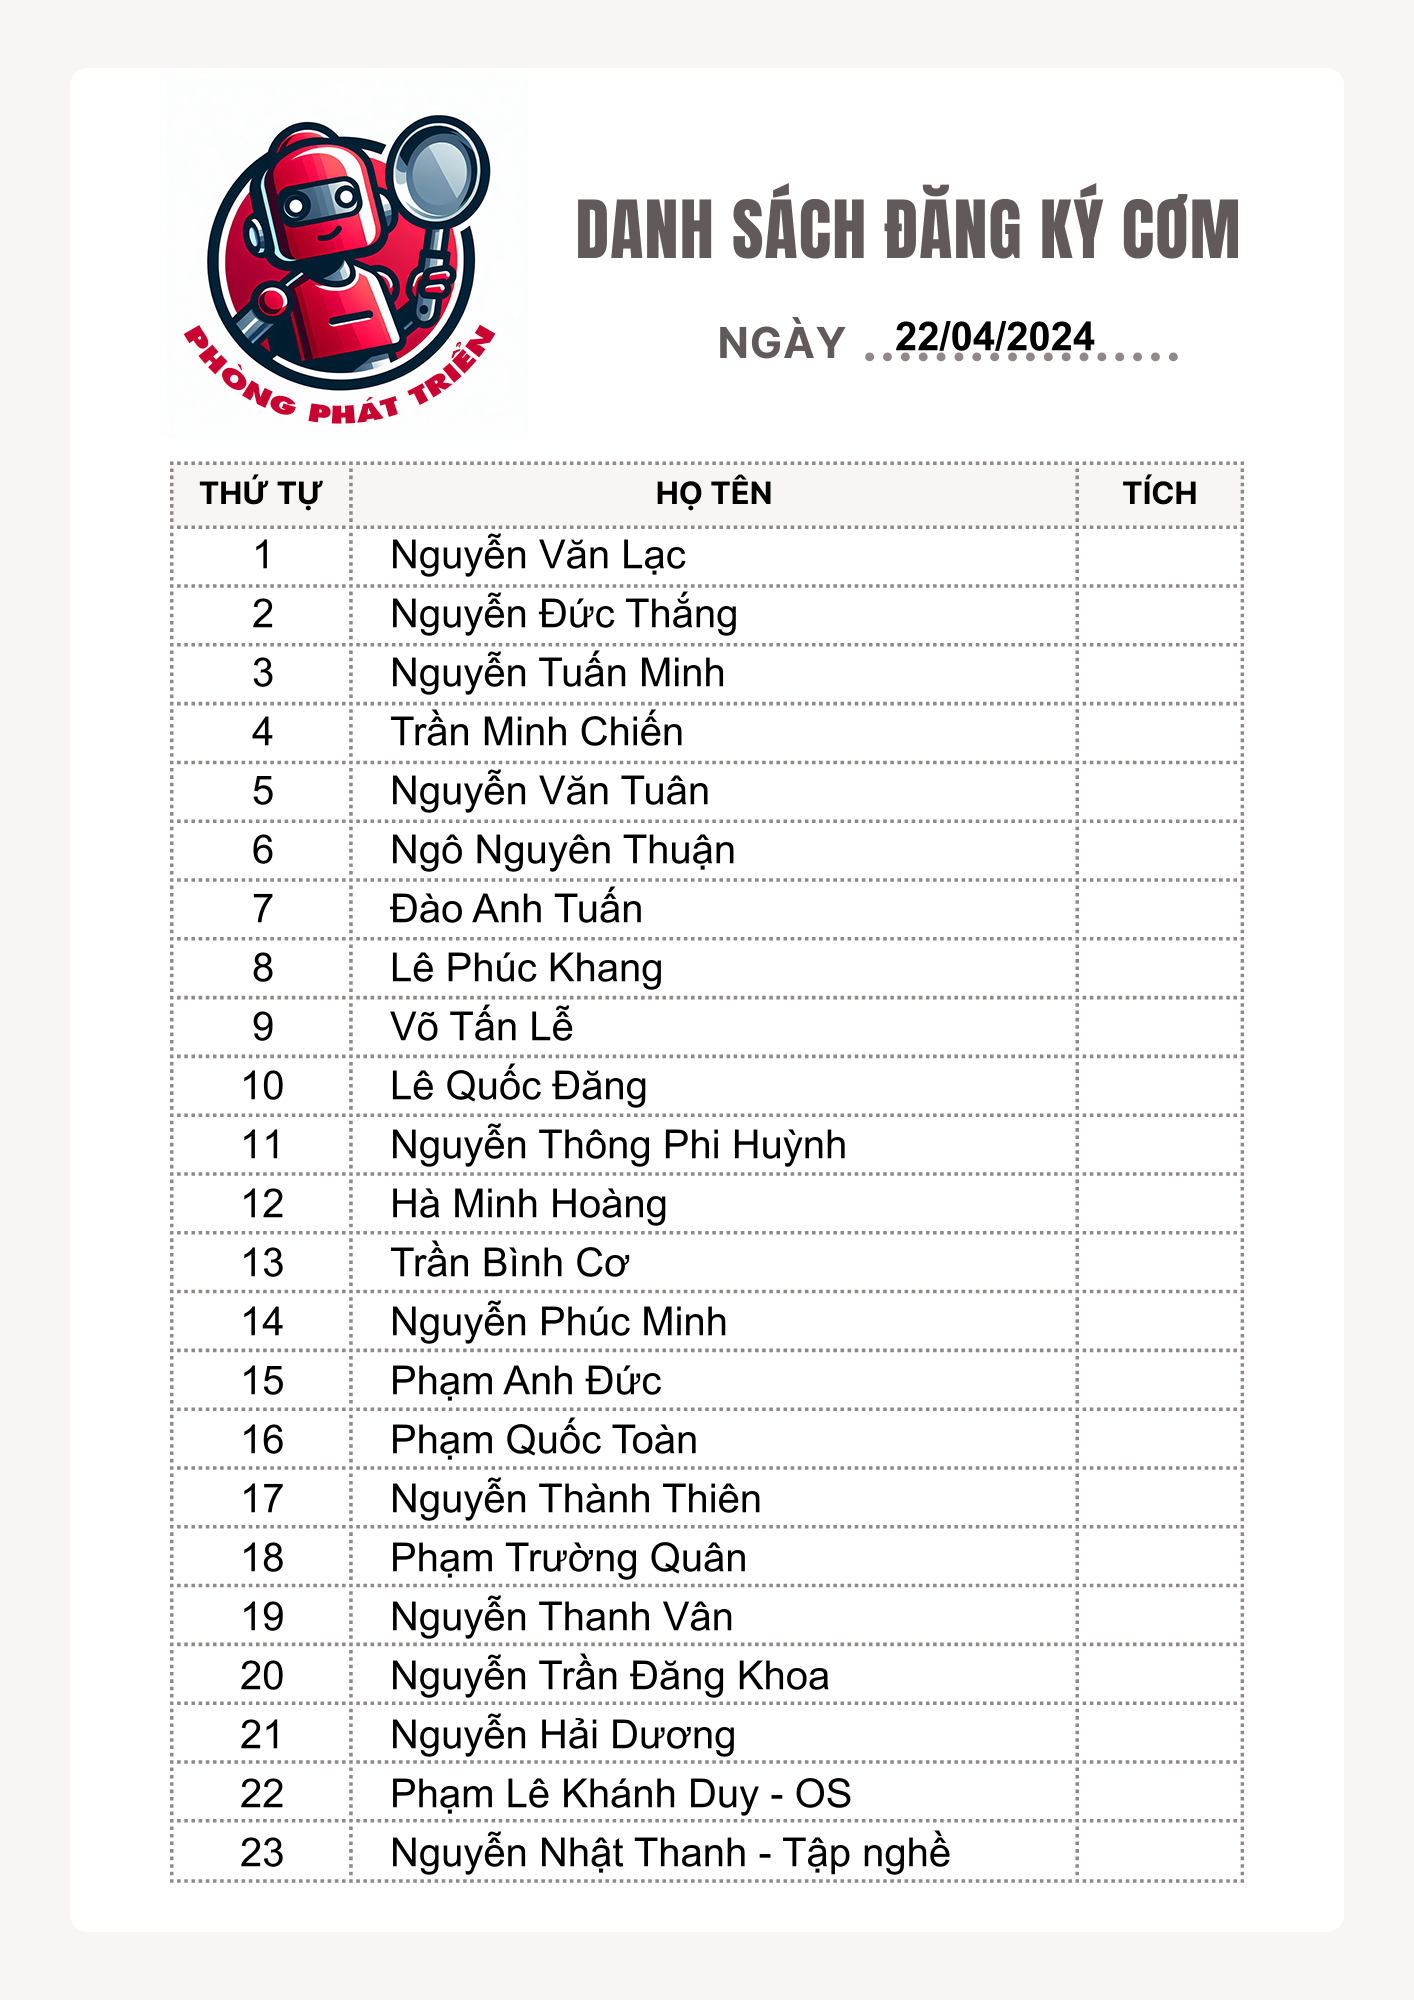 PHÒNG PHÁT TRIỂN
DANH SÁCH ĐĂNG KÝ CƠM
NGÀY 22/04/2024
THỨ TỰ HỌ TÊN TÍCH
1 Nguyễn Văn Lạc
2 Nguyễn Đức Thắng
3 Nguyễn Tuấn Minh
4 Trần Minh Chiến
5 Nguyễn Văn Tuân
6 Ngô Nguyên Thuận
7 Đào Anh Tuấn
8 Lê Phúc Khang
9 Võ Tấn Lễ
10 Lê Quốc Đăng
11 Nguyễn Thông Phi Huỳnh
12 Hà Minh Hoàng
13 Trần Bình Cơ
14 Nguyễn Phúc Minh
15 Phạm Anh Đức
16 Phạm Quốc Toàn
17 Nguyễn Thành Thiên
18 Phạm Trường Quân
19 Nguyễn Thanh Vân
20 Nguyễn Trần Đăng Khoa
21 Nguyễn Hải Dương
22 Phạm Lê Khánh Duy - OS
23 Nguyễn Nhật Thanh - Tập nghề